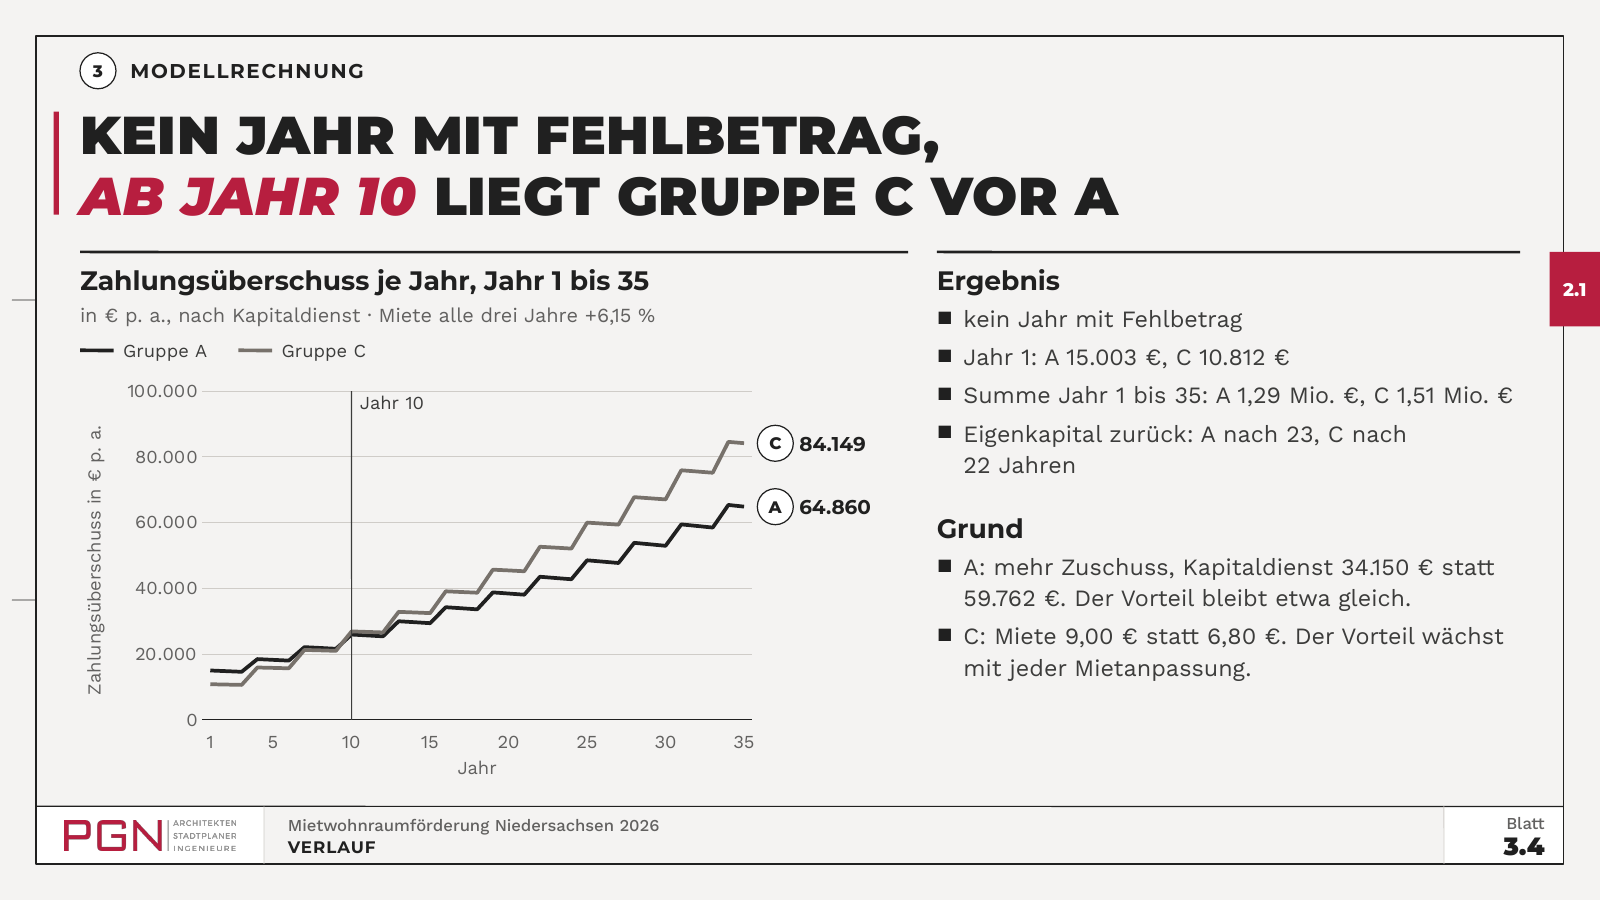 3 MODELLRECHNUNG
KEIN JAHR MIT FEHLBETRAG,
AB JAHR 10 LIEGT GRUPPE C VOR A
Zahlungsüberschuss je Jahr, Jahr 1 bis 35
in € p. a., nach Kapitaldienst · Miete alle drei Jahre +6,15 %
Gruppe A Gruppe C
Zahlungsüberschuss in € p. a.
100.000
80.000
60.000
40.000
20.000
0
Jahr 10
C 84.149
A 64.860
1 5 10 15 20 25 30 35
Jahr
Ergebnis
kein Jahr mit Fehlbetrag
Jahr 1: A 15.003 €, C 10.812 €
Summe Jahr 1 bis 35: A 1,29 Mio. €, C 1,51 Mio. €
Eigenkapital zurück: A nach 23, C nach
22 Jahren
Grund
A: mehr Zuschuss, Kapitaldienst 34.150 € statt
59.762 €. Der Vorteil bleibt etwa gleich.
C: Miete 9,00 € statt 6,80 €. Der Vorteil wächst
mit jeder Mietanpassung.
2.1
PGN
ARCHITEKTEN
STADTPLANER
INGENIEURE
Mietwohnraumförderung Niedersachsen 2026
VERLAUF
Blatt
3.4